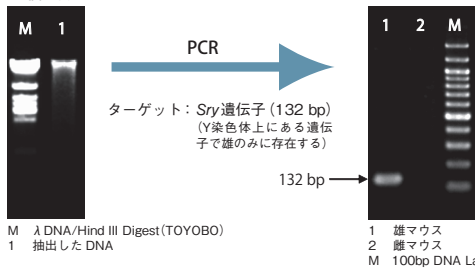 M 1
PCR
ターゲット：Sry遺伝子（132 bp）
（Y染色体上にある遺伝
子で雄のみに存在する）
132 bp
1 2 M
M λDNA/Hind III Digest（TOYOBO）
1 抽出したDNA
1 雄マウス
2 雌マウス
M 100bp DNA La